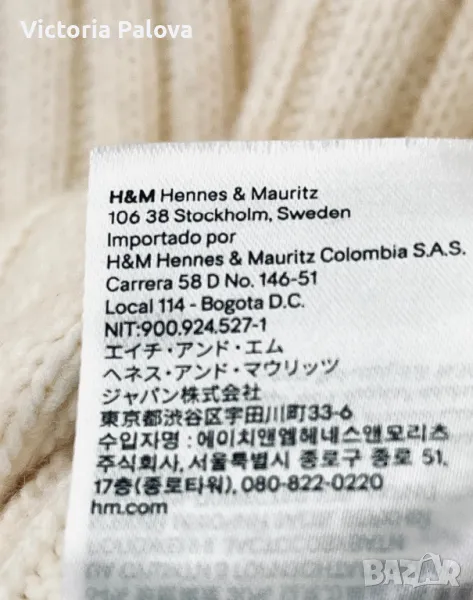 Victoria Palova
H&M Hennes & Mauritz
106 38 Stockholm, Sweden
Importado por
H&M Hennes & Mauritz Colombia S.A.S.
Carrera 58 D No. 146-51
Local 114 - Bogota D.C.
NIT:900.924.527-1
エイチ・アンド・エム
ヘネス・アンド・マウリッツ
ジャパン株式会社
東京都渋谷区宇田川町33-6
수입자명 : 에이치앤엠헤네스앤모리츠
주식회사, 서울특별시 종로구 종로 51,
17층(종로타워), 080-822-0220
hm.com
BAZAR